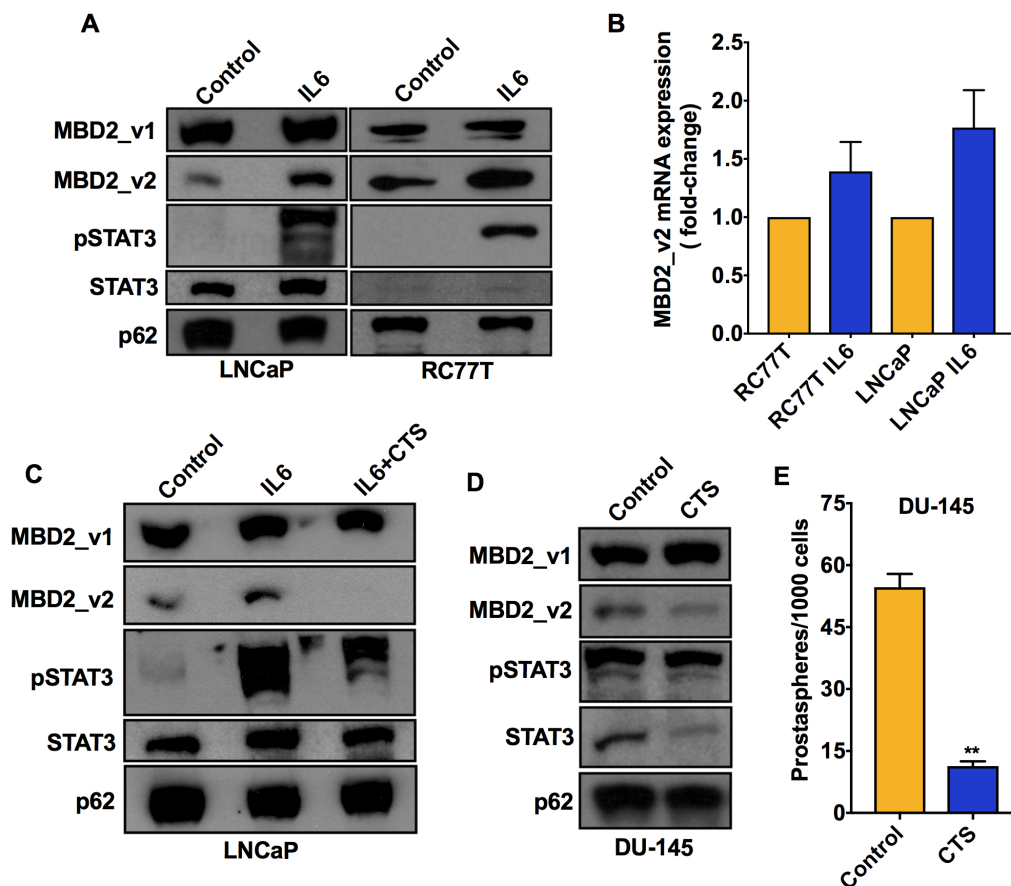 A
Control
IL6
Control
IL6
MBD2_v1
MBD2_v2
pSTAT3
STAT3
p62
LNCaP
RC77T
B
MBD2_v2 mRNA expression
( fold-change)
2.5
2.0
1.5
1.0
0.5
0.0
RC77T
RC77T IL6
LNCaP
LNCaP IL6
C
Control
IL6
IL6+CTS
MBD2_v1
MBD2_v2
pSTAT3
STAT3
p62
LNCaP
D
Control
CTS
MBD2_v1
MBD2_v2
pSTAT3
STAT3
p62
DU-145
E
DU-145
Prostaspheres/1000 cells
75
60
45
30
15
0
**
Control
CTS